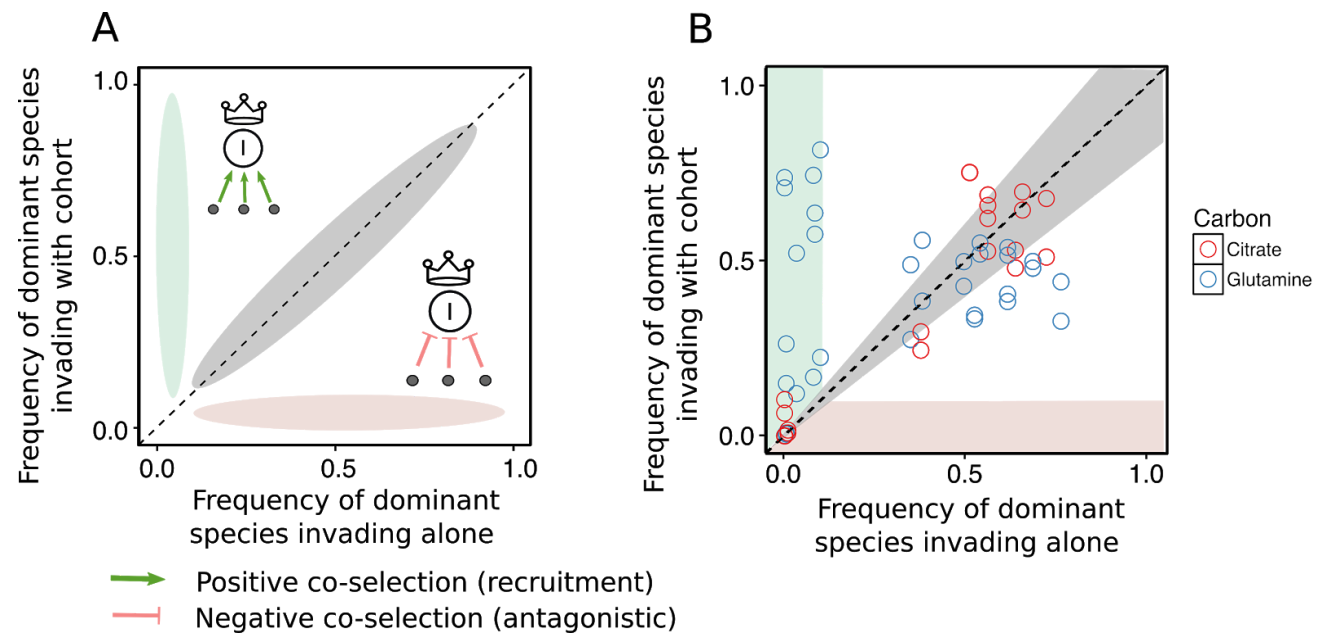 A
Frequency of dominant species
invading with cohort
1.0
0.5
0.0
I
I
0.0
0.5
1.0
Frequency of dominant
species invading alone
Positive co-selection (recruitment)
Negative co-selection (antagonistic)
B
Frequency of dominant species
invading with cohort
1.0
0.5
0.0
0.0
0.5
1.0
Frequency of dominant
species invading alone
Carbon
Citrate
Glutamine